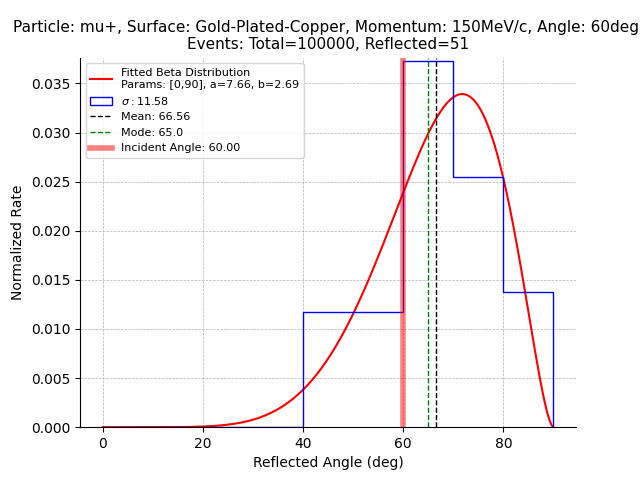 Particle: mu+, Surface: Gold-Plated-Copper, Momentum: 150MeV/c, Angle: 60deg
Events: Total=100000, Reflected=51
Fitted Beta Distribution
Params: [0,90], a=7.66, b=2.69
σ: 11.58
Mean: 66.56
Mode: 65.0
Incident Angle: 60.00
0.035
0.030
0.025
0.020
0.015
0.010
0.005
0.000
Normalized Rate
0 20 40 60 80
Reflected Angle (deg)